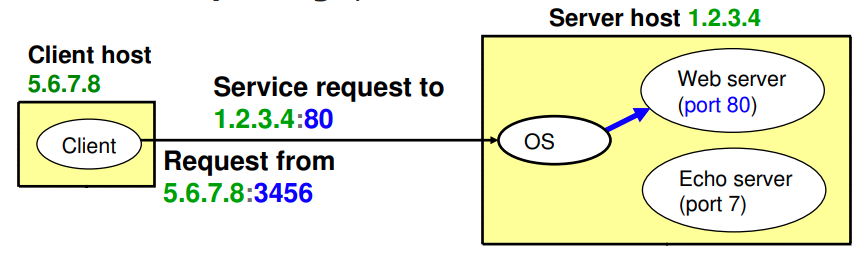 Server host 1.2.3.4
Client host
5.6.7.8
Service request to
1.2.3.4:80
Client
Request from
5.6.7.8:3456
OS
Web server
(port 80)
Echo server
(port 7)